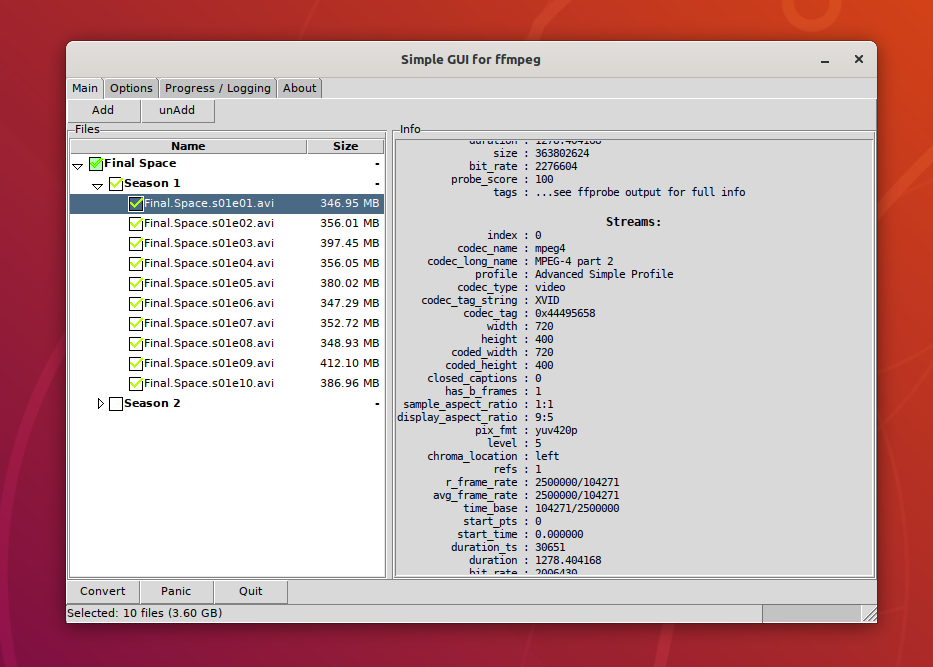 Simple GUI for ffmpeg
Main Options Progress / Logging About
Add unAdd
Files
Name Size
Final Space -
Season 1 -
Final.Space.s01e01.avi 346.95 MB
Final.Space.s01e02.avi 356.01 MB
Final.Space.s01e03.avi 397.45 MB
Final.Space.s01e04.avi 356.05 MB
Final.Space.s01e05.avi 380.02 MB
Final.Space.s01e06.avi 347.29 MB
Final.Space.s01e07.avi 352.72 MB
Final.Space.s01e08.avi 348.93 MB
Final.Space.s01e09.avi 412.10 MB
Final.Space.s01e10.avi 386.96 MB
Season 2 -
Info
duration : 1278.404168
size : 363802624
bit_rate : 2276604
probe_score : 100
tags : ...see ffprobe output for full info
Streams:
index : 0
codec_name : mpeg4
codec_long_name : MPEG-4 part 2
profile : Advanced Simple Profile
codec_type : video
codec_tag_string : XVID
codec_tag : 0x44495658
width : 720
height : 400
coded_width : 720
coded_height : 400
closed_captions : 0
has_b_frames : 1
sample_aspect_ratio : 1:1
display_aspect_ratio : 9:5
pix_fmt : yuv420p
level : 5
chroma_location : left
refs : 1
r_frame_rate : 2500000/104271
avg_frame_rate : 2500000/104271
time_base : 104271/2500000
start_pts : 0
start_time : 0.000000
duration_ts : 30651
duration : 1278.404168
bit_rate : 2006430
Convert Panic Quit
Selected: 10 files (3.60 GB)